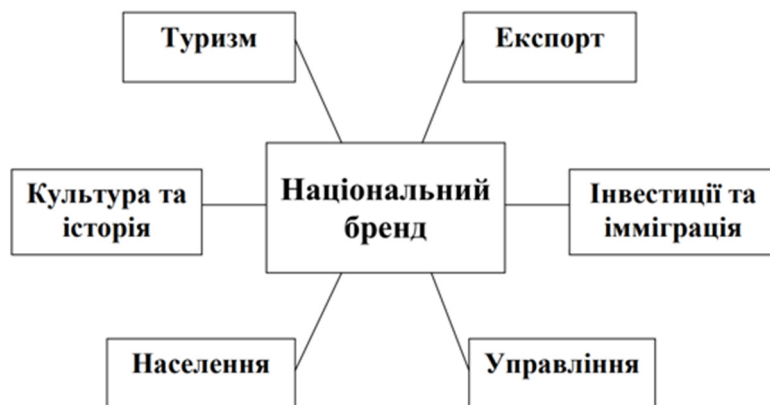 Туризм
Експорт
Культура та
історія
Національний
бренд
Інвестиції та
імміграція
Населення
Управління